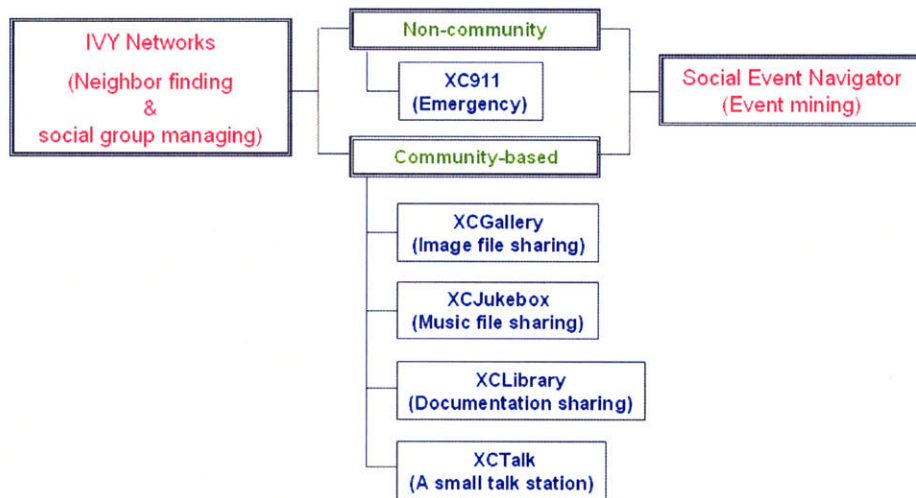 IVY Networks
(Neighbor finding
&
social group managing)
Non-community
XC911
(Emergency)
Community-based
XCGallery
(Image file sharing)
XCJukebox
(Music file sharing)
XCLibrary
(Documentation sharing)
XCTalk
(A small talk station)
Social Event Navigator
(Event mining)